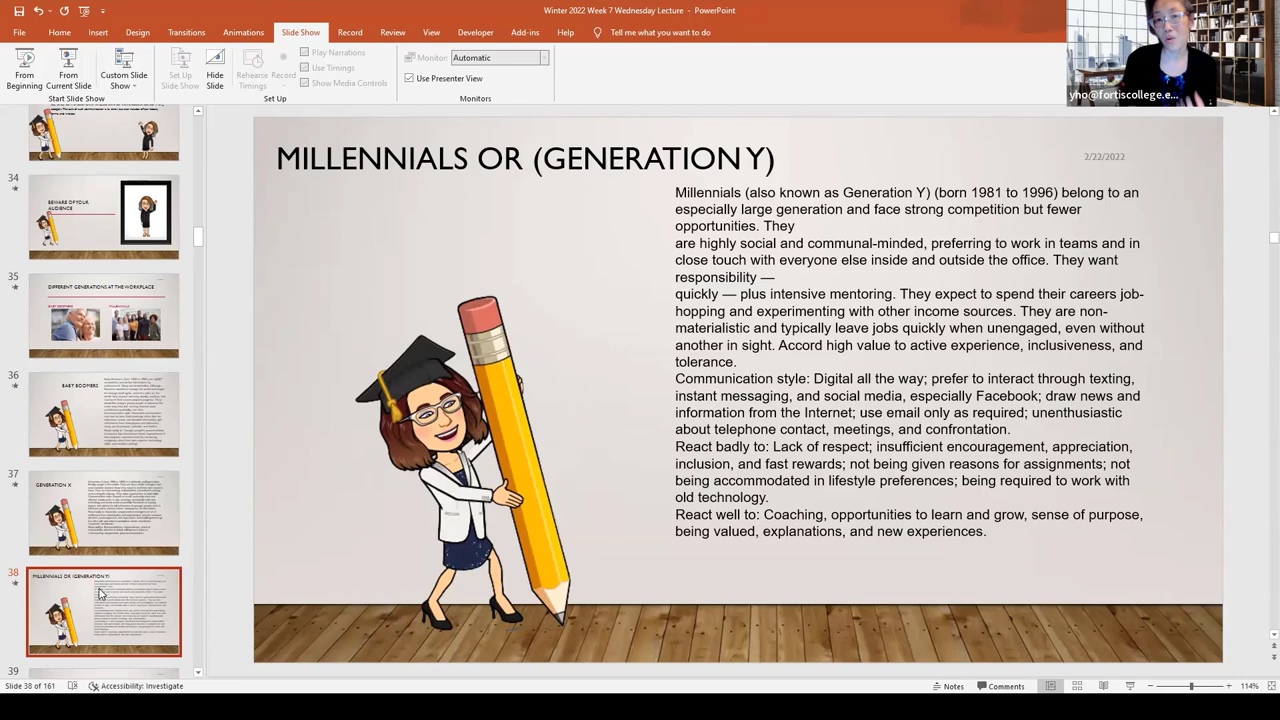 Winter 2022 Week 7 Wednesday Lecture - PowerPoint
File Home Insert Design Transitions Animations Slide Show Record Review View Developer Add-ins Help Tell me what you want to do
From Beginning
From Current Slide
Custom Slide Show
Start Slide Show
Set Up Slide Show
Hide Slide
Rehearse Timings
Record
Play Narrations
Use Timings
Show Media Controls
Set Up
Monitor: Automatic
Use Presenter View
Monitors
yho@fortiscollege.e...
34
BEWARE OF YOUR
AUDIENCE
35
DIFFERENT GENERATIONS AT THE WORKPLACE
BABY BOOMERS
MILLENNIALS
36
BABY BOOMERS
37
GENERATION X
38
MILLENNIALS OR (GENERATION Y)
39
MILLENNIALS OR (GENERATION Y)
2/22/2022
Millennials (also known as Generation Y) (born 1981 to 1996) belong to an
especially large generation and face strong competition but fewer
opportunities. They
are highly social and communal-minded, preferring to work in teams and in
close touch with everyone else inside and outside the office. They want
responsibility —
quickly — plus intensive mentoring. They expect to spend their careers job-
hopping and experimenting with other income sources. They are non-
materialistic and typically leave jobs quickly when unengaged, even without
another in sight. Accord high value to active experience, inclusiveness, and
tolerance.
Communication style: Digital all the way; prefer to interact through texting,
instant messaging, and social media, especially Facebook; draw news and
information from the internet; use email only as required, unenthusiastic
about telephone contact, meetings, and confrontation.
React badly to: Lack of respect; insufficient encouragement, appreciation,
inclusion, and fast rewards; not being given reasons for assignments; not
being accommodated in lifestyle preferences; being required to work with
old technology.
React well to: Coaching, opportunities to learn and grow, sense of purpose,
being valued, explanations, and new experiences.
Slide 38 of 161
Accessibility: Investigate
Notes
Comments
114%